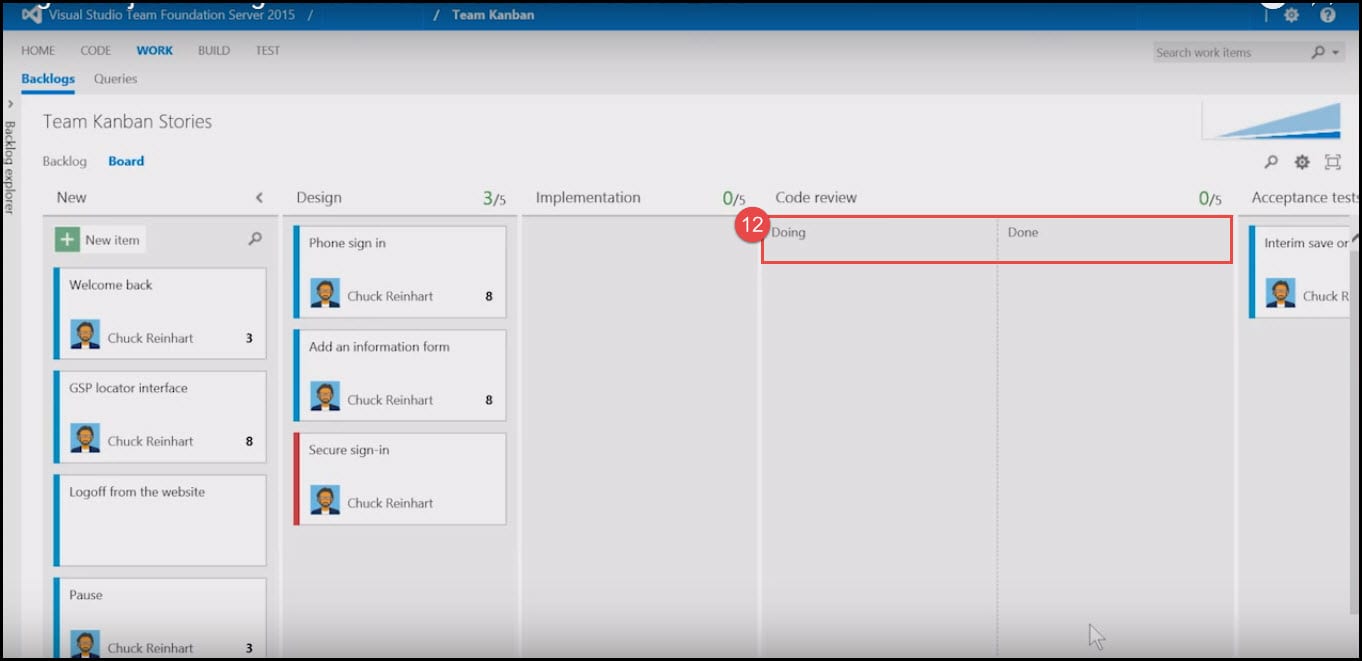 Visual Studio Team Foundation Server 2015 / / Team Kanban
HOME CODE WORK BUILD TEST
Search work items
Backlogs Queries
Backlog explorer
Team Kanban Stories
Backlog Board
New
New item
Welcome back
Chuck Reinhart 3
GSP locator interface
Chuck Reinhart 8
Logoff from the website
Pause
Chuck Reinhart 3
Design 3/5
Phone sign in
Chuck Reinhart 8
Add an information form
Chuck Reinhart 8
Secure sign-in
Chuck Reinhart
Implementation 0/5
Code review 0/5
12
Doing Done
Acceptance tests
Interim save or
Chuck R